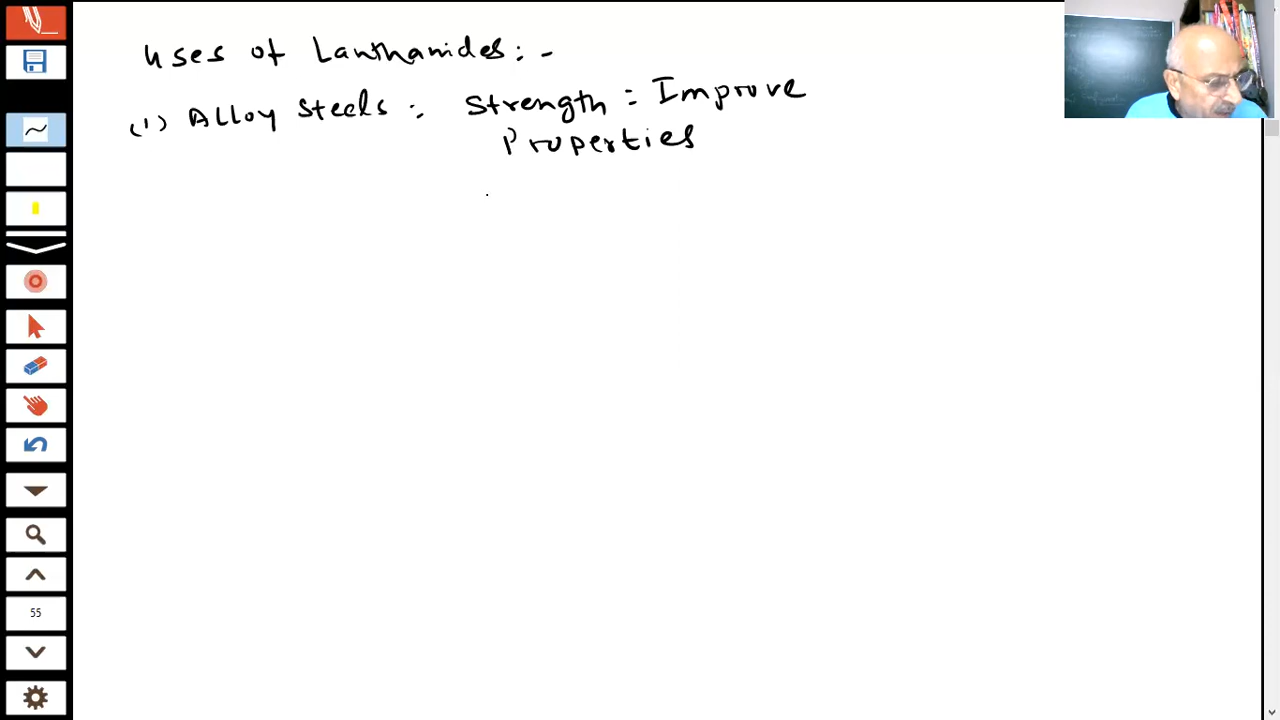 Uses of Lanthanides : -
(1) Alloy Steels : Strength : Improve
Properties
55